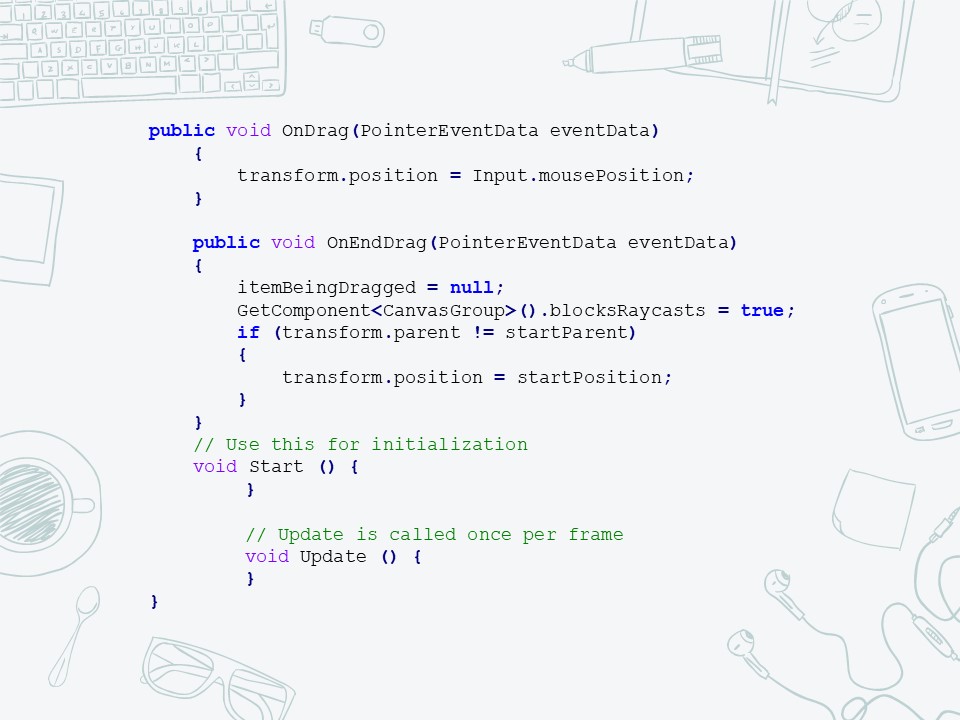 public void OnDrag(PointerEventData eventData)
{
transform.position = Input.mousePosition;
}
public void OnEndDrag(PointerEventData eventData)
{
itemBeingDragged = null;
GetComponent<CanvasGroup>().blocksRaycasts = true;
if (transform.parent != startParent)
{
transform.position = startPosition;
}
}
// Use this for initialization
void Start () {
}
// Update is called once per frame
void Update () {
}
}